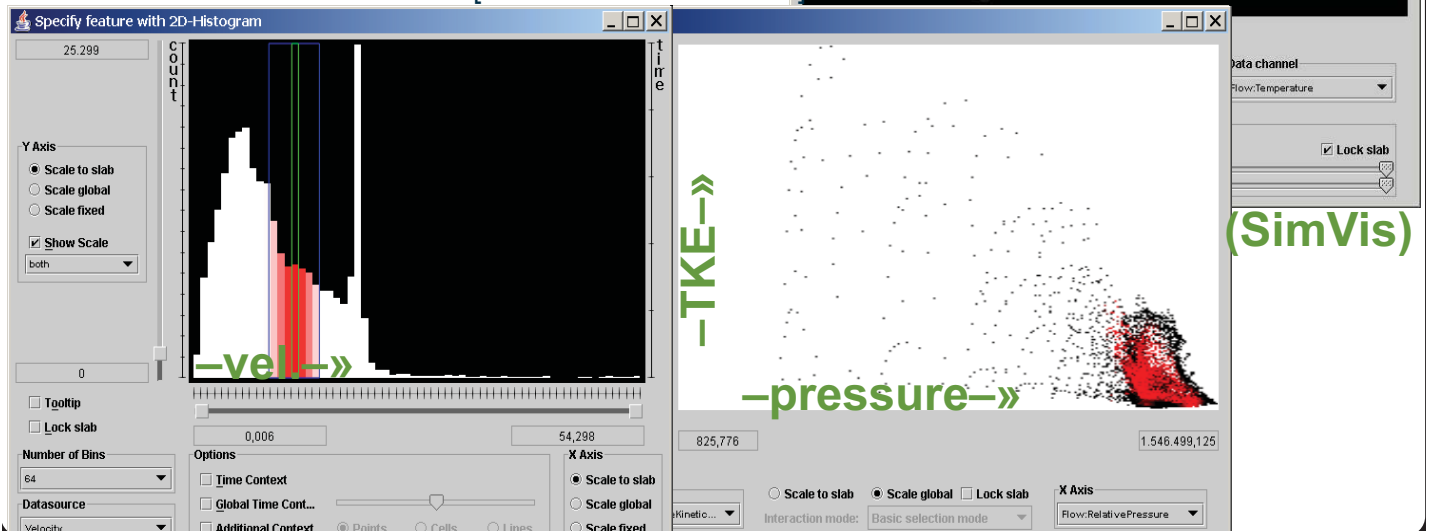 Specify feature with 2D-Histogram
25.299
count
time
Y Axis
Scale to slab
Scale global
Scale fixed
Show Scale
both
0
–vel.–»
Tooltip
Lock slab
0,006
54,298
Number of Bins
64
Datasource
Velocity
Options
Time Context
Global Time Cont...
Additional Context
Points
Cells
Lines
X Axis
Scale to slab
Scale global
Scale fixed
–TKE–»
–pressure–»
825,776
1.546.499,125
Scale to slab
Scale global
Lock slab
eKinetic...
Interaction mode:
Basic selection mode
X Axis
Flow:RelativePressure
Data channel
Flow:Temperature
Lock slab
(SimVis)